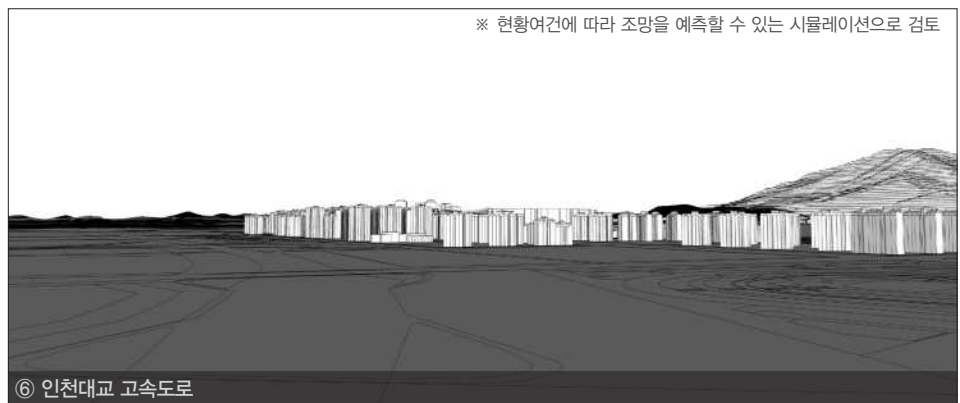 ※ 현황여건에 따라 조망을 예측할 수 있는 시뮬레이션으로 검토
⑥ 인천대교 고속도로